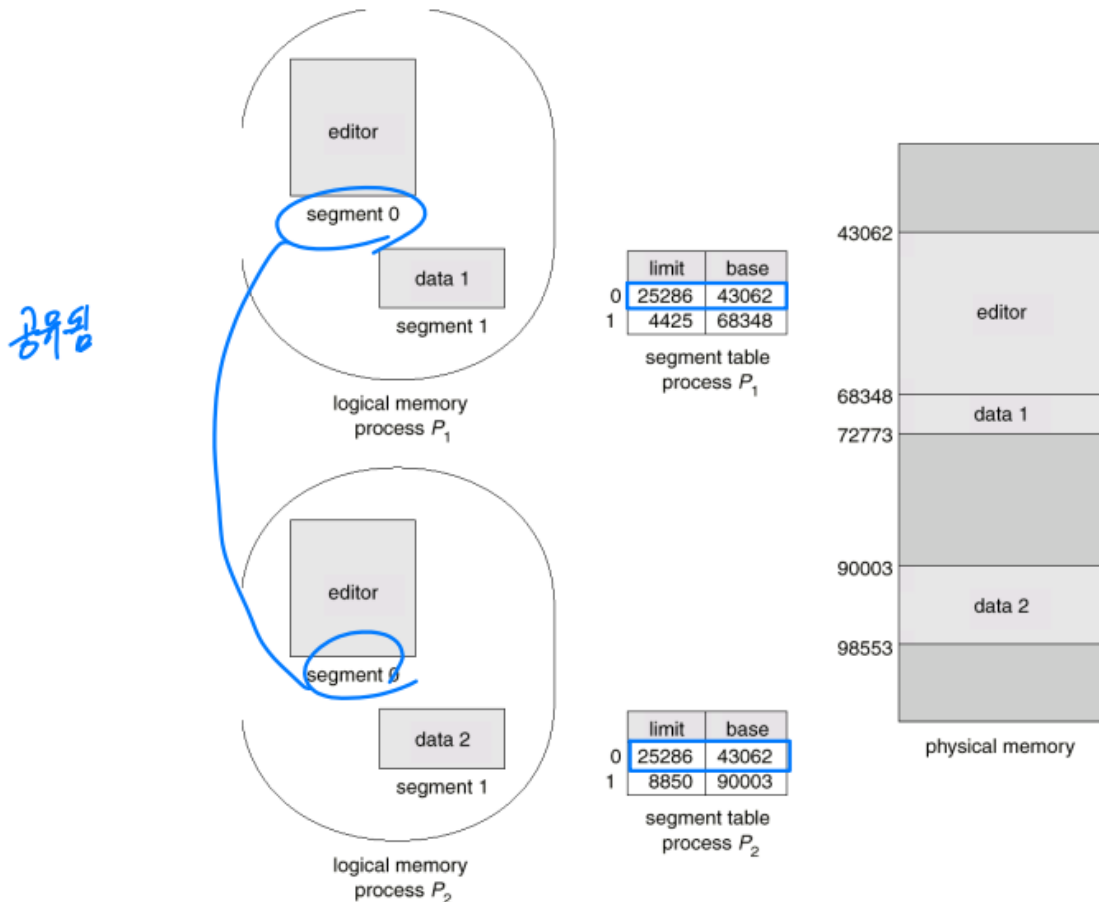 editor
segment 0
data 1
segment 1
logical memory
process P1
공유됨
limit base
0 25286 43062
1 4425 68348
segment table
process P1
43062
editor
68348
data 1
72773
90003
data 2
98553
physical memory
editor
segment 0
data 2
segment 1
logical memory
process P2
limit base
0 25286 43062
1 8850 90003
segment table
process P2